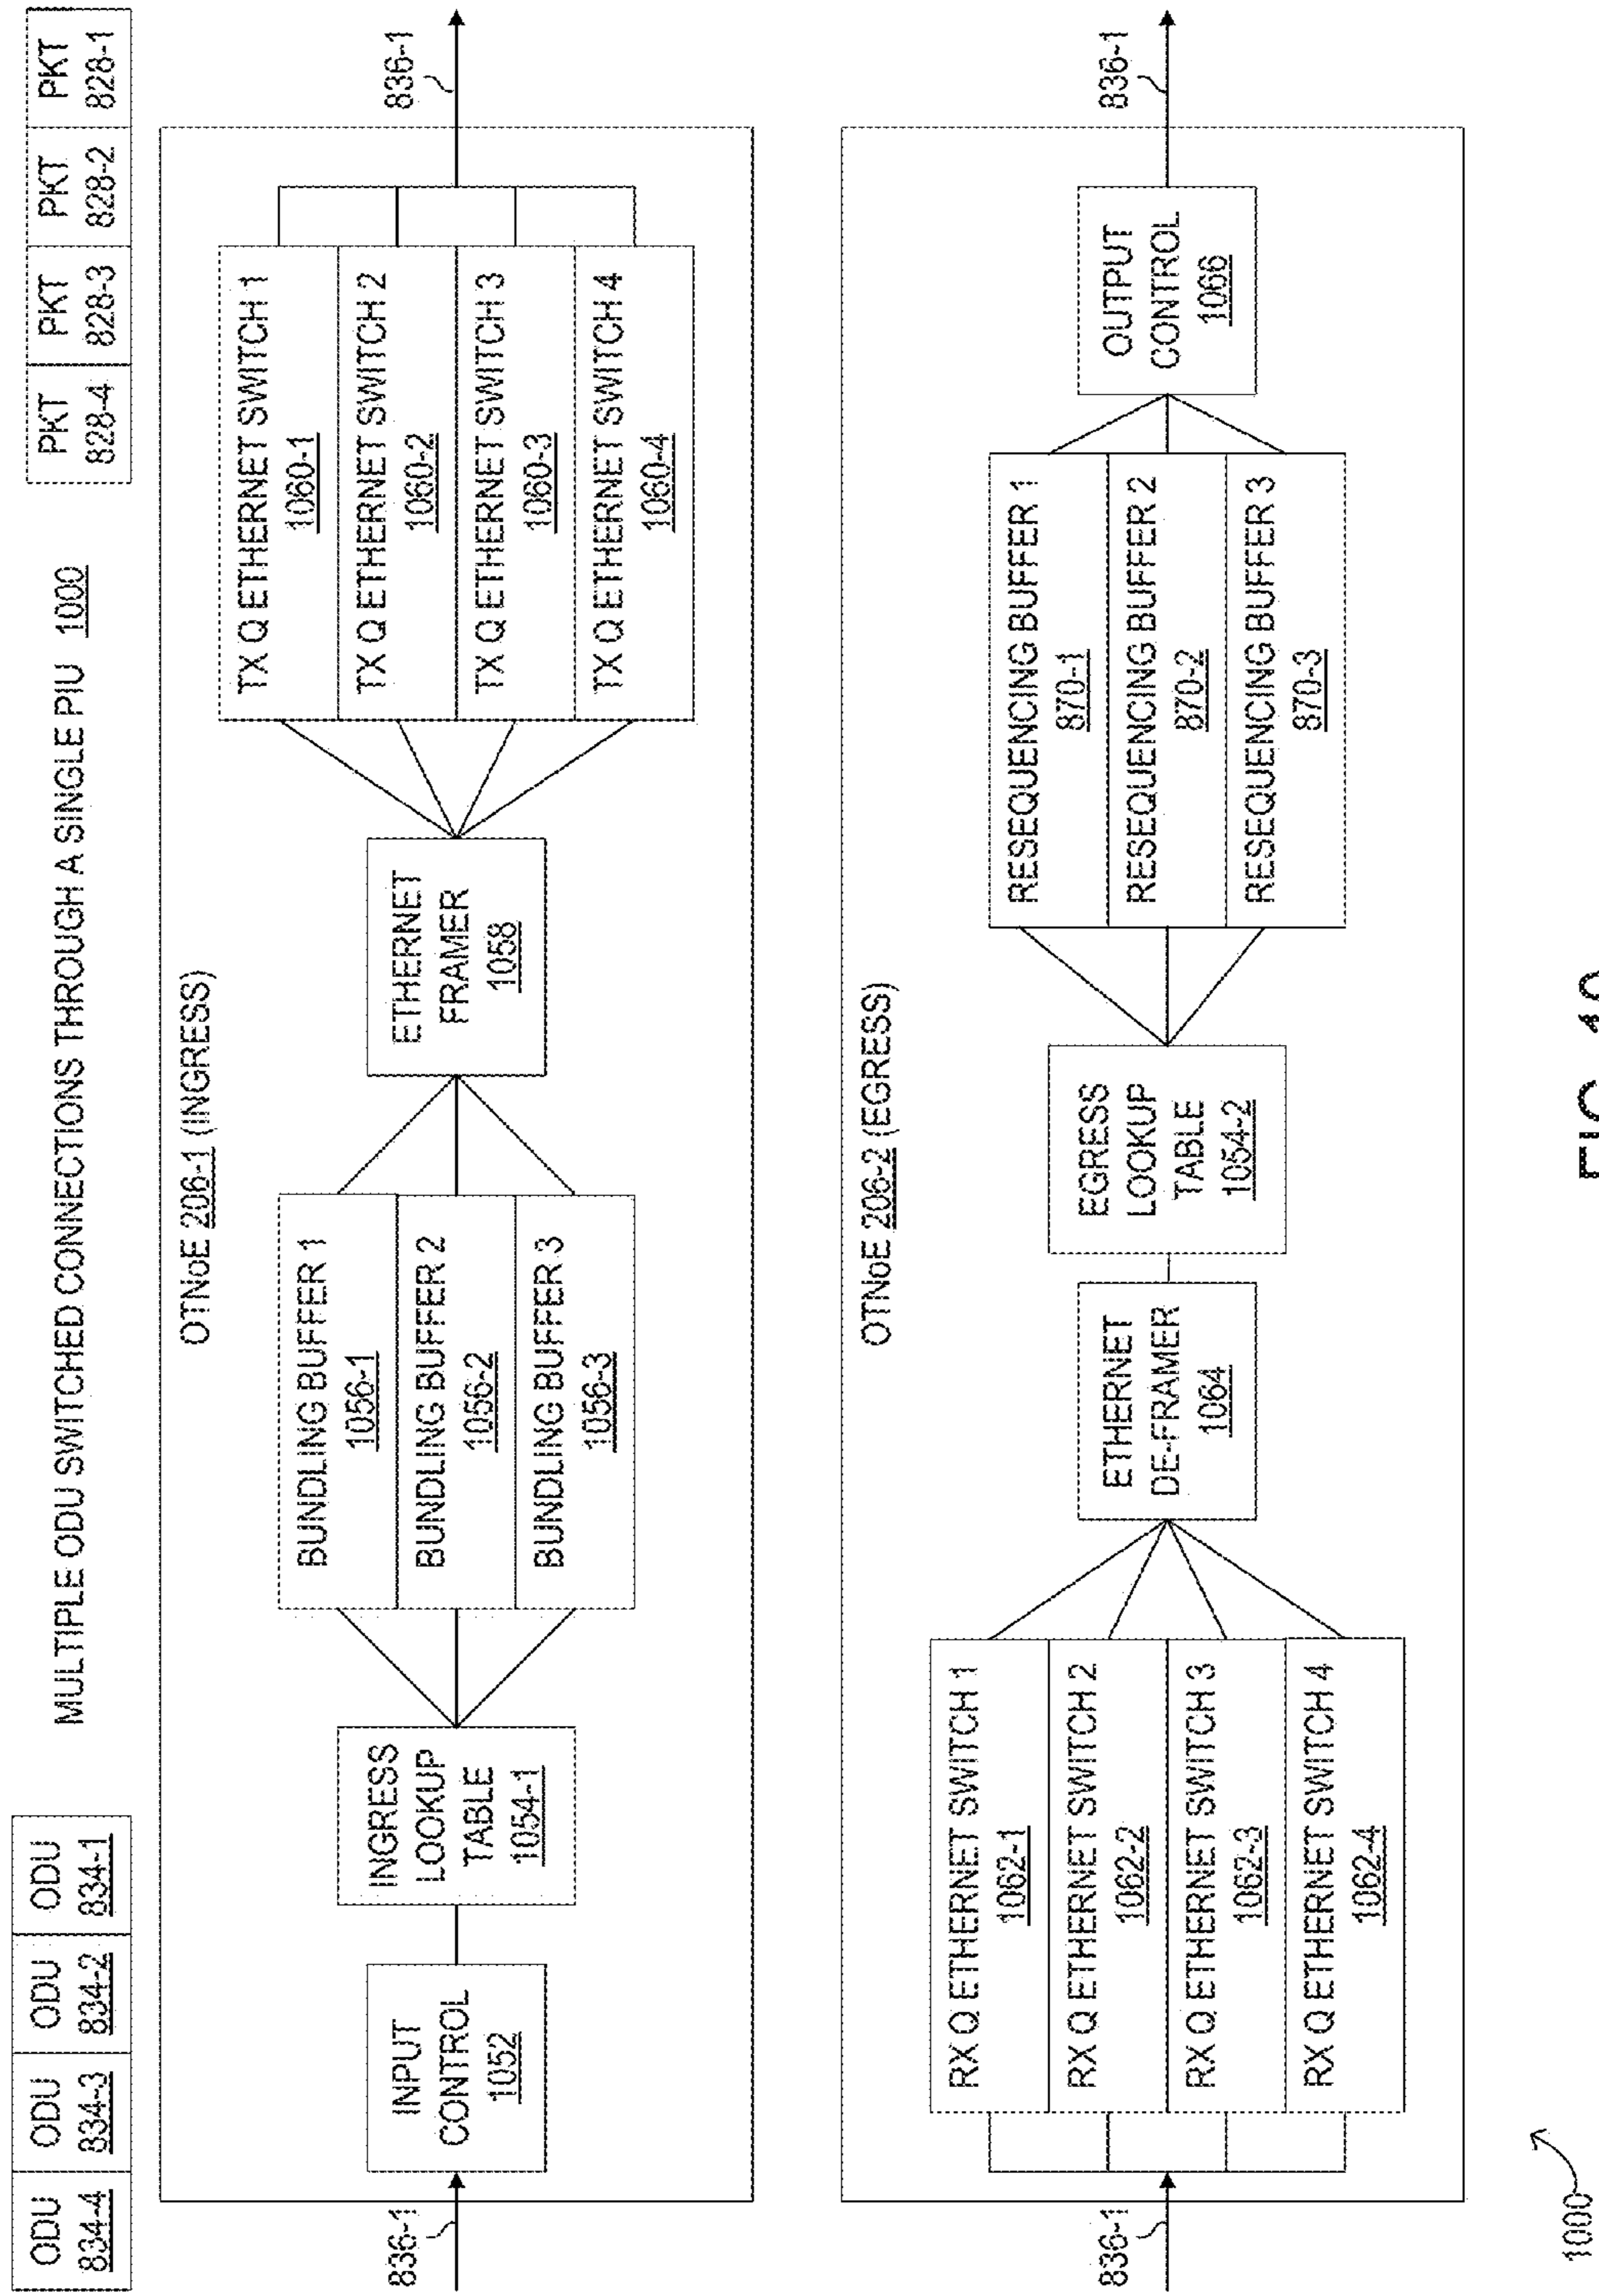 ODU
834-4
ODU
834-3
ODU
834-2
ODU
834-1
MULTIPLE ODU SWITCHED CONNECTIONS THROUGH A SINGLE PIU 1000
PKT
828-4
PKT
828-3
PKT
828-2
PKT
828-1
OTNoE 206-1 (INGRESS)
836-1
INPUT
CONTROL
1052
INGRESS
LOOKUP
TABLE
1054-1
BUNDLING BUFFER 1
1056-1
BUNDLING BUFFER 2
1056-2
BUNDLING BUFFER 3
1056-3
ETHERNET
FRAMER
1058
TX Q ETHERNET SWITCH 1
1060-1
TX Q ETHERNET SWITCH 2
1060-2
TX Q ETHERNET SWITCH 3
1060-3
TX Q ETHERNET SWITCH 4
1060-4
836-1
OTNoE 206-2 (EGRESS)
836-1
RX Q ETHERNET SWITCH 1
1062-1
RX Q ETHERNET SWITCH 2
1062-2
RX Q ETHERNET SWITCH 3
1062-3
RX Q ETHERNET SWITCH 4
1062-4
ETHERNET
DE-FRAMER
1064
EGRESS
LOOKUP
TABLE
1054-2
RESEQUENCING BUFFER 1
870-1
RESEQUENCING BUFFER 2
870-2
RESEQUENCING BUFFER 3
870-3
OUTPUT
CONTROL
1066
836-1
1000